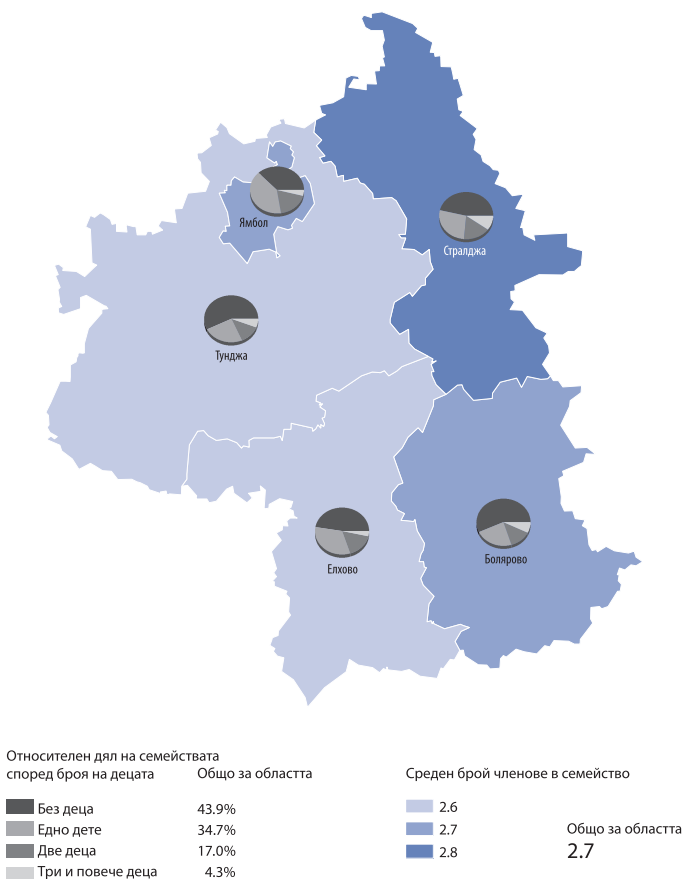 Ямбол
Стралджа
Тунджа
Елхово
Болярово
Относителен дял на семействата
според броя на децата
Общо за областта
Без деца 43.9%
Едно дете 34.7%
Две деца 17.0%
Три и повече деца 4.3%
Среден брой членове в семейство
2.6
2.7
2.8
Общо за областта
2.7